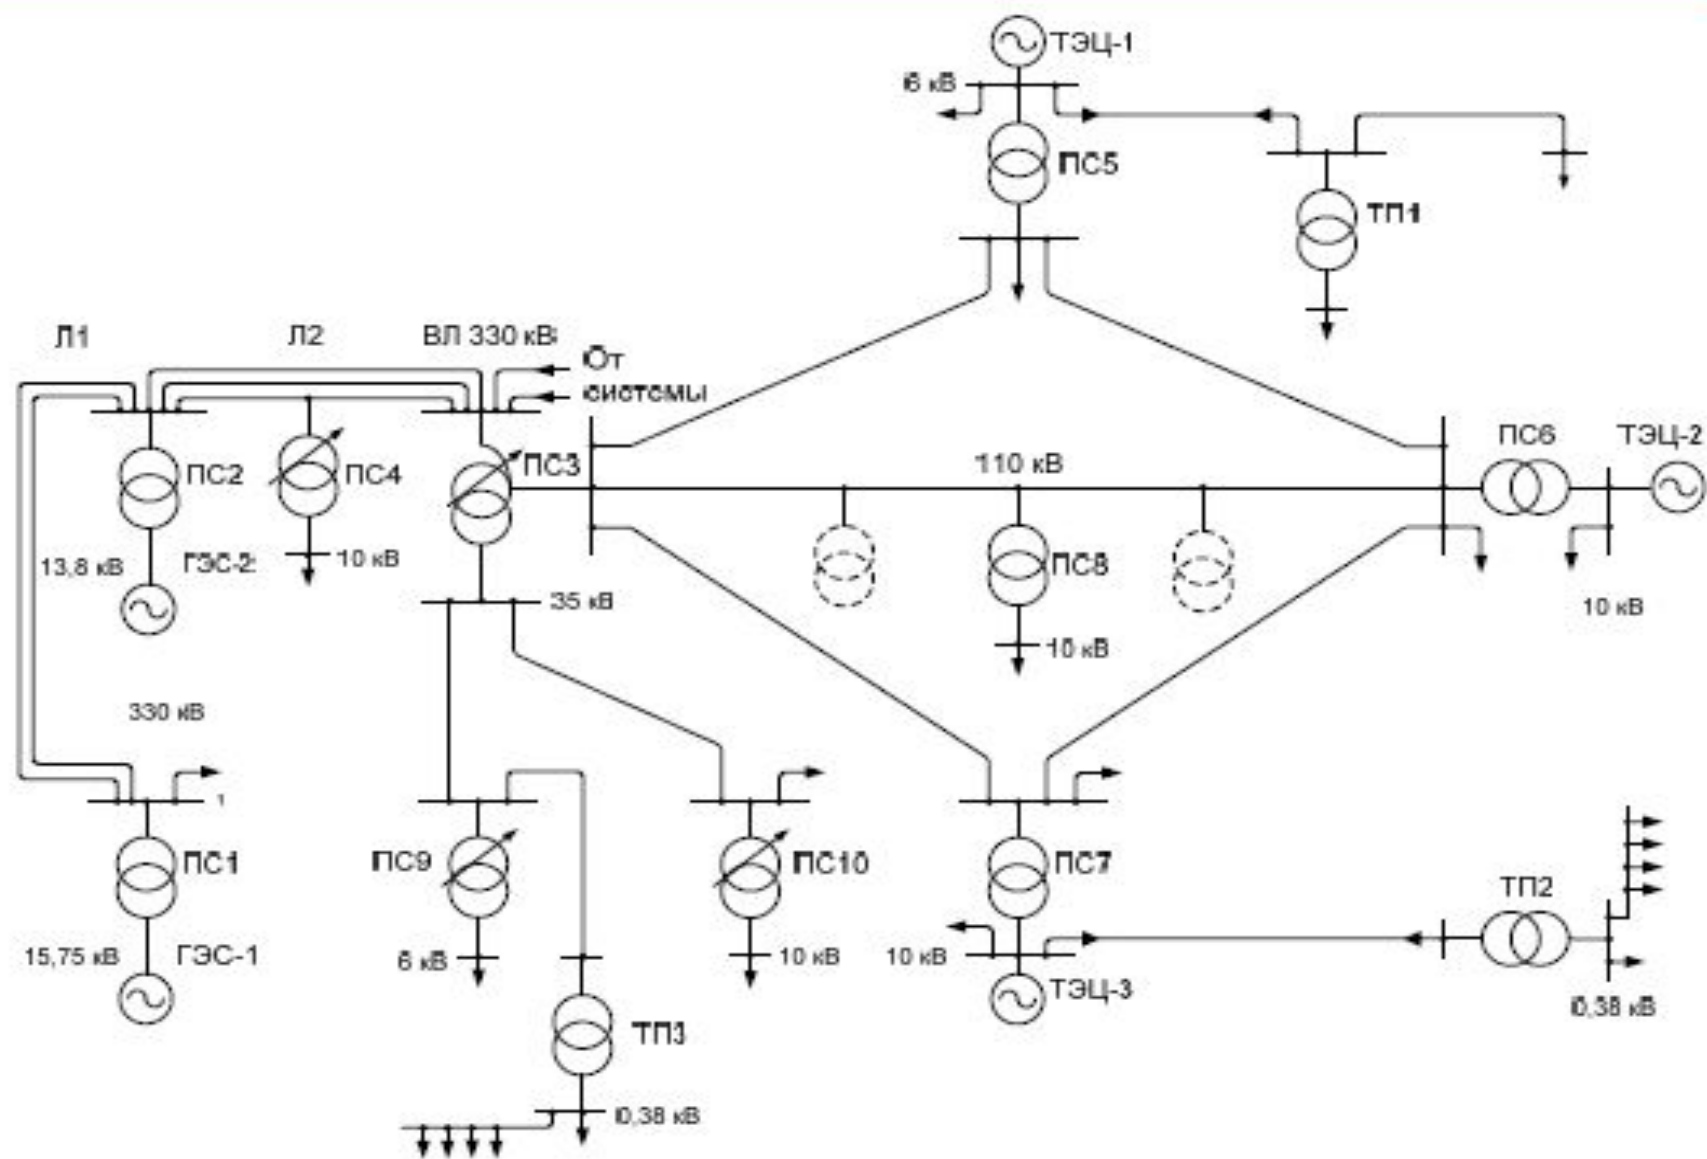 ТЭЦ-1
6 кВ
ПС5
ТП1
Л1
Л2
ВЛ 330 кВ
От
системы
ПС2
ПС4
ПС3
110 кВ
ПС6
ТЭЦ-2
13,8 кВ
ГЭС-2
10 кВ
ПС8
35 кВ
10 кВ
10 кВ
330 кВ
ПС1
ПС9
ПС10
ПС7
ТП2
15,75 кВ
ГЭС-1
6 кВ
10 кВ
10 кВ
ТЭЦ-3
0,38 кВ
ТП3
0,38 кВ